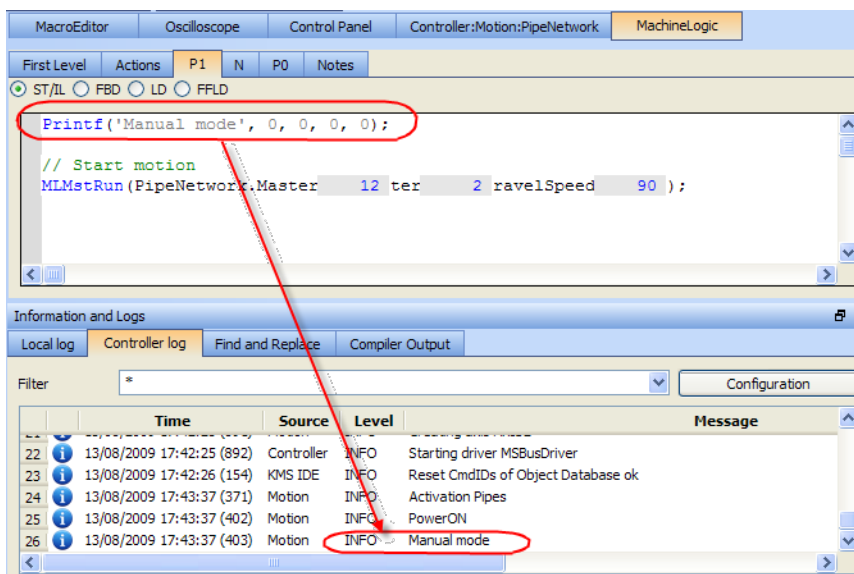 MacroEditor Oscilloscope Control Panel Controller:Motion:PipeNetwork MachineLogic
First Level Actions P1 N P0 Notes
ST/IL FBD LD FFLD
Printf('Manual mode', 0, 0, 0, 0);
// Start motion
MLMstRun(PipeNetwork.Master 12 ter 2 ravelSpeed 90 );
Information and Logs
Local log Controller log Find and Replace Compiler Output
Filter * Configuration
Time Source Level Message
22 13/08/2009 17:42:25 (892) Controller INFO Starting driver MSBusDriver
23 13/08/2009 17:42:26 (154) KMS IDE INFO Reset CmdIDs of Object Database ok
24 13/08/2009 17:43:37 (371) Motion INFO Activation Pipes
25 13/08/2009 17:43:37 (402) Motion INFO PowerON
26 13/08/2009 17:43:37 (403) Motion INFO Manual mode